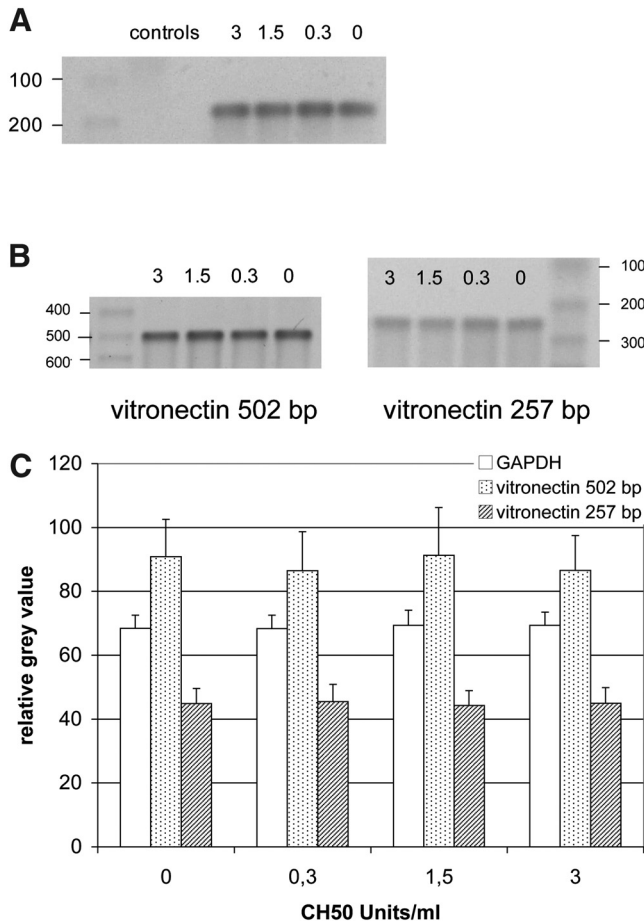 A
controls 3 1.5 0.3 0
100
200
B
3 1.5 0.3 0
400
500
600
vitronectin 502 bp
3 1.5 0.3 0
100
200
300
vitronectin 257 bp
C
120
100
80
60
40
20
0
relative grey value
GAPDH
vitronectin 502 bp
vitronectin 257 bp
0 0,3 1,5 3
CH50 Units/ml